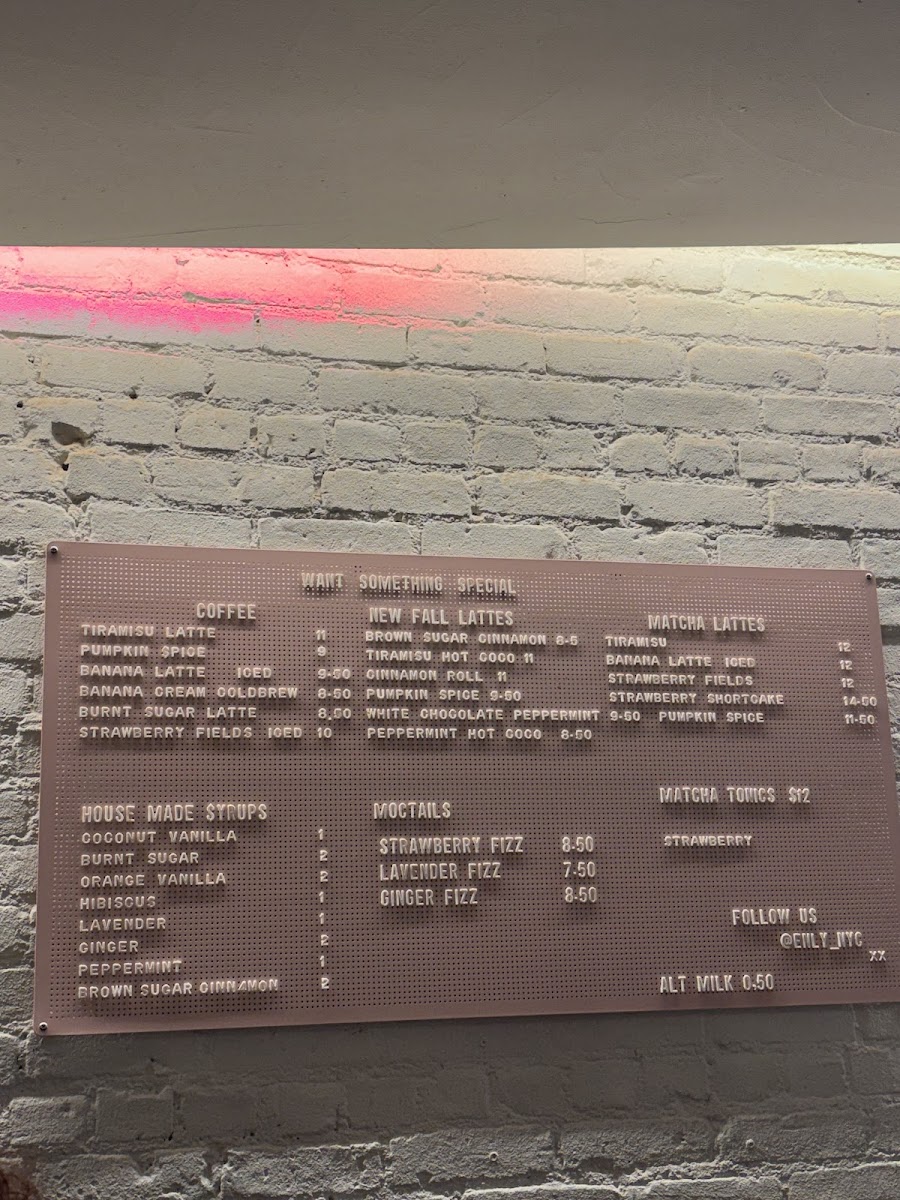 WANT SOMETHING SPECIAL
COFFEE
TIRAMISU LATTE 11
PUMPKIN SPICE 9
BANANA LATTE ICED 9-50
BANANA CREAM COLDBREW 8-50
BURNT SUGAR LATTE 8.50
STRAWBERRY FIELDS ICED 10
NEW FALL LATTES
BROWN SUGAR CINNAMON 8-5
TIRAMISU HOT COCO 11
CINNAMON ROLL 11
PUMPKIN SPICE 9-50
WHITE CHOCOLATE PEPPERMINT 9-50
PEPPERMINT HOT COCO 8-50
MATCHA LATTES
TIRAMISU 12
BANANA LATTE ICED 12
STRAWBERRY FIELDS 12
STRAWBERRY SHORTCAKE 14-50
PUMPKIN SPICE 11-50
HOUSE MADE SYRUPS
COCONUT VANILLA 1
BURNT SUGAR 2
ORANGE VANILLA 2
HIBISCUS 1
LAVENDER 1
GINGER 2
PEPPERMINT 1
BROWN SUGAR CINNAMON 2
MOCTAILS
STRAWBERRY FIZZ 8-50
LAVENDER FIZZ 7-50
GINGER FIZZ 8-50
MATCHA TONICS $12
STRAWBERRY
FOLLOW US
@ENLY_NYC
XX
ALT MILK 0.50